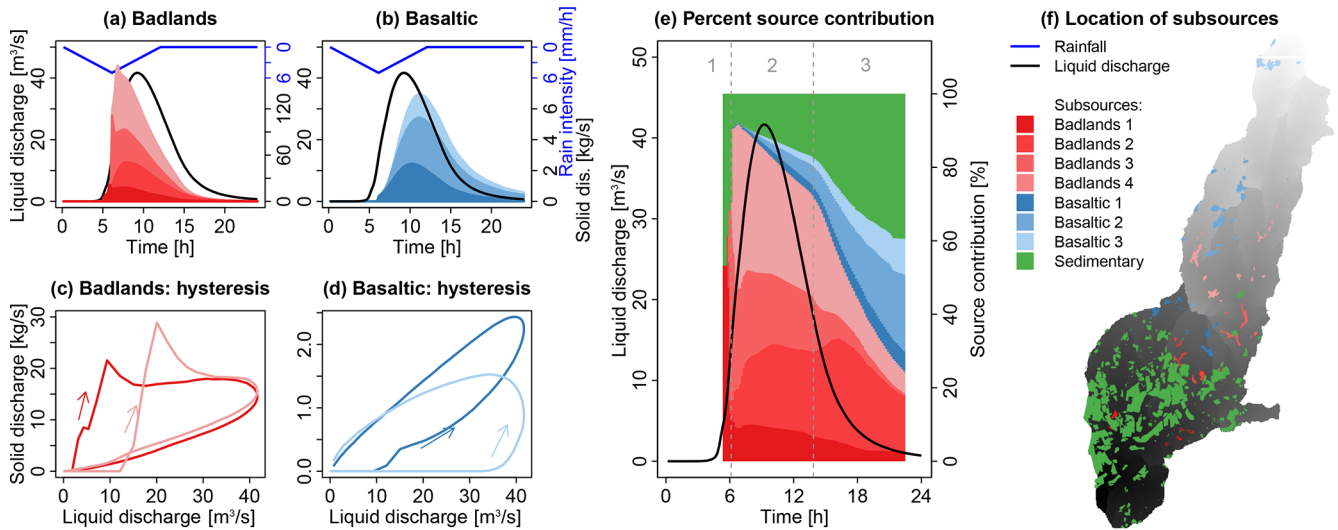 (a) Badlands
Liquid discharge [m³/s]
0
20
40
0
5
10
15
20
Time [h]
0
60
120
6
0
(b) Basaltic
0
20
40
0
5
10
15
20
Time [h]
0
2
4
6
6
0
Rain intensity [mm/h]
Solid dis. [kg/s]
(c) Badlands: hysteresis
Solid discharge [kg/s]
0
10
20
30
0
10
20
30
40
Liquid discharge [m³/s]
(d) Basaltic: hysteresis
0.0
1.0
2.0
0
10
20
30
40
Liquid discharge [m³/s]
(e) Percent source contribution
1
2
3
Liquid discharge [m³/s]
0
10
20
30
40
50
0
6
12
18
24
Time [h]
0
20
40
60
80
100
Source contribution [%]
(f) Location of subsources
Rainfall
Liquid discharge
Subsources:
Badlands 1
Badlands 2
Badlands 3
Badlands 4
Basaltic 1
Basaltic 2
Basaltic 3
Sedimentary